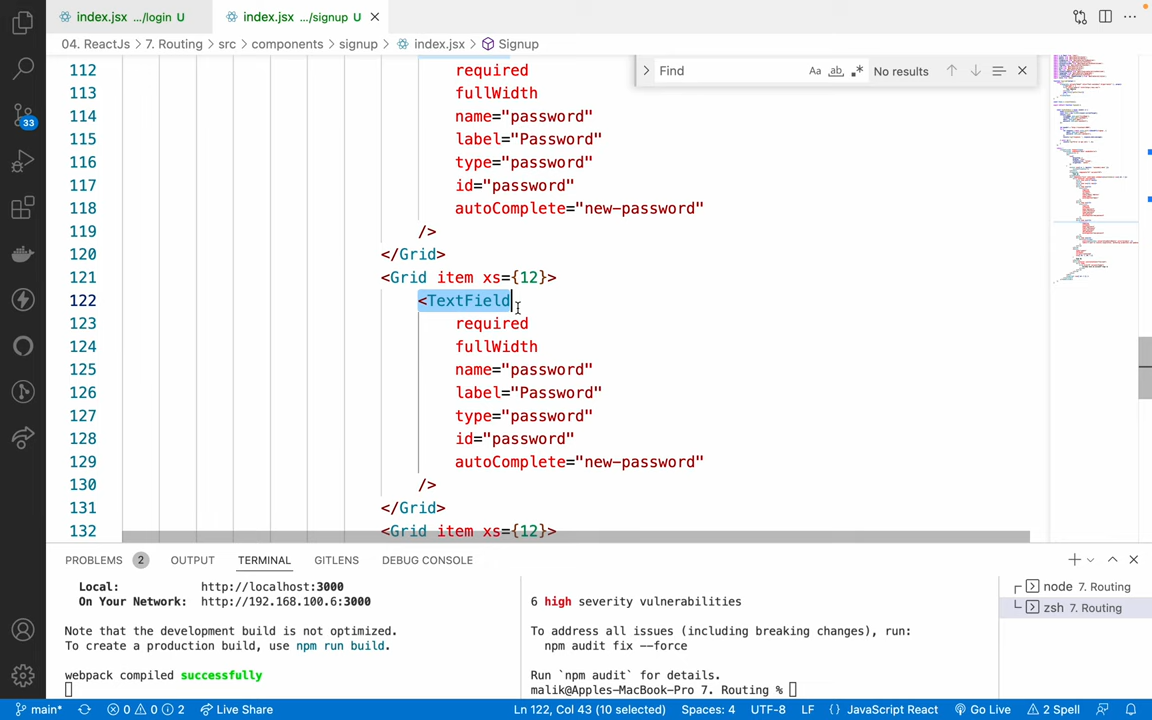 index.jsx .../login U
index.jsx .../signup U
04. ReactJs > 7. Routing > src > components > signup > index.jsx > Signup
Find
Aa ab .* No results
112 required
113 fullWidth
114 name="password"
115 label="Password"
116 type="password"
117 id="password"
118 autoComplete="new-password"
119 />
120 </Grid>
121 <Grid item xs={12}>
122 <TextField
123 required
124 fullWidth
125 name="password"
126 label="Password"
127 type="password"
128 id="password"
129 autoComplete="new-password"
130 />
131 </Grid>
132 <Grid item xs={12}>
33
PROBLEMS 2 OUTPUT TERMINAL GITLENS DEBUG CONSOLE
Local: http://localhost:3000
On Your Network: http://192.168.100.6:3000
Note that the development build is not optimized.
To create a production build, use npm run build.
webpack compiled successfully
6 high severity vulnerabilities
To address all issues (including breaking changes), run:
npm audit fix --force
Run `npm audit` for details.
malik@Apples-MacBook-Pro 7. Routing %
node 7. Routing
zsh 7. Routing
main* 0 0 2 Live Share Ln 122, Col 43 (10 selected) Spaces: 4 UTF-8 LF {} JavaScript React Go Live 2 Spell